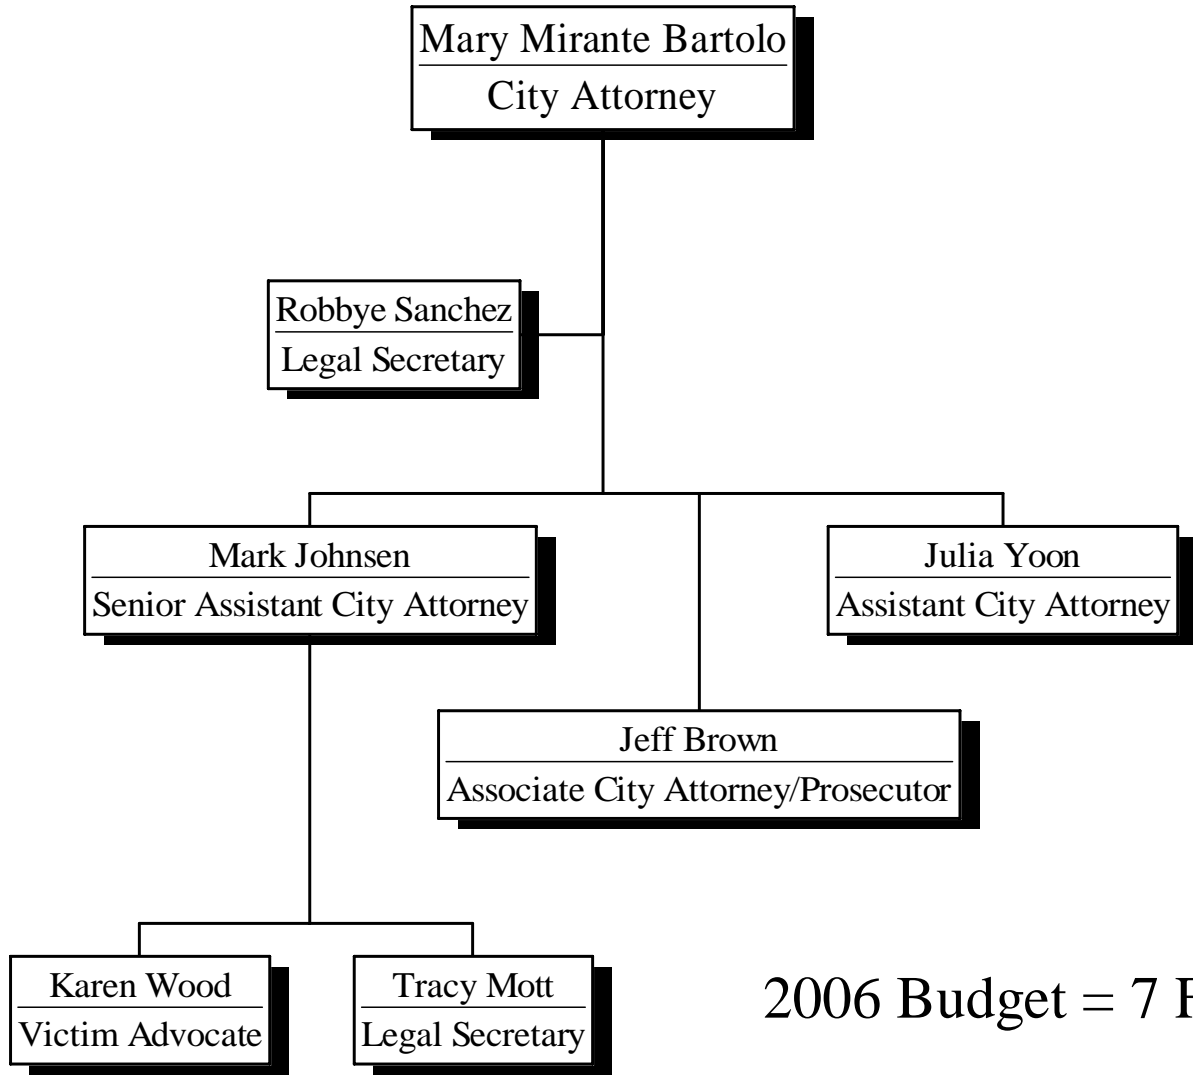 Mary Mirante Bartolo
City Attorney
Robbye Sanchez
Legal Secretary
Mark Johnsen
Senior Assistant City Attorney
Julia Yoon
Assistant City Attorney
Jeff Brown
Associate City Attorney/Prosecutor
Karen Wood
Victim Advocate
Tracy Mott
Legal Secretary
2006 Budget = 7